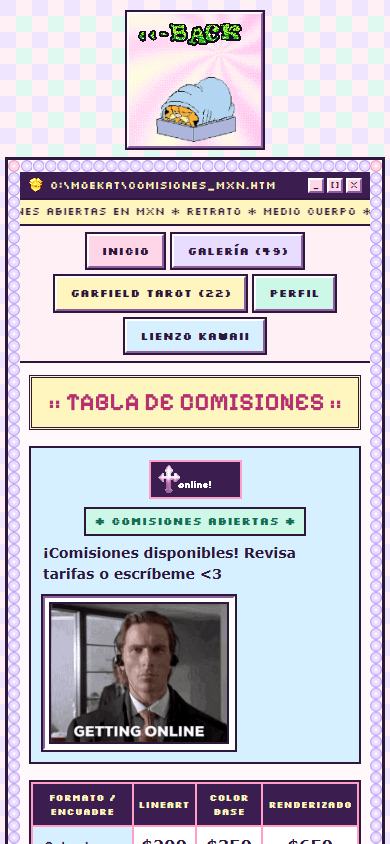 ‹‹-BACK
C:\MOEKAT\COMISIONES_MXN.HTM
NES ABIERTAS EN MXN * RETRATO * MEDIO CUERPO *
INICIO
GALERÍA (49)
GARFIELD TAROT (22)
PERFIL
LIENZO KAWAII
:: TABLA DE COMISIONES ::
online!
* COMISIONES ABIERTAS *
¡Comisiones disponibles! Revisa
tarifas o escríbeme <3
GETTING ONLINE
FORMATO /
ENCUADRE
LINEART
COLOR
BASE
RENDERIZADO